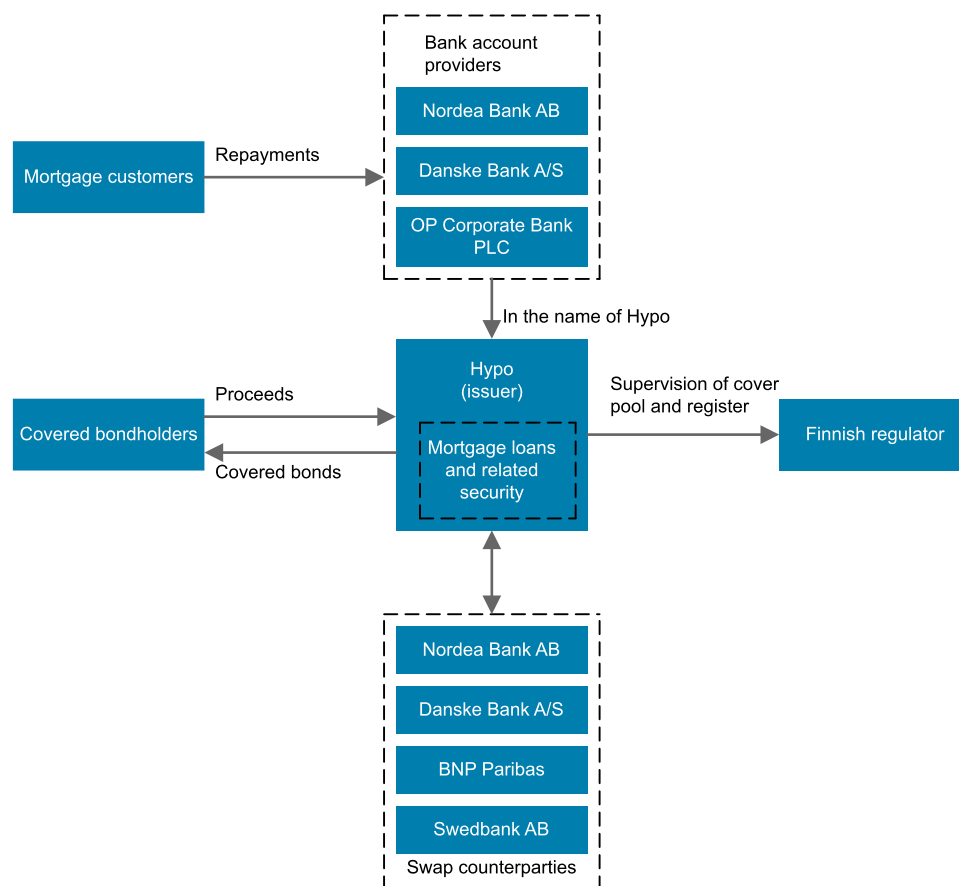 Bank account
providers
Nordea Bank AB
Danske Bank A/S
OP Corporate Bank
PLC
Mortgage customers
Repayments
In the name of Hypo
Hypo
(issuer)
Mortgage loans
and related
security
Covered bondholders
Proceeds
Covered bonds
Supervision of cover
pool and register
Finnish regulator
Nordea Bank AB
Danske Bank A/S
BNP Paribas
Swedbank AB
Swap counterparties